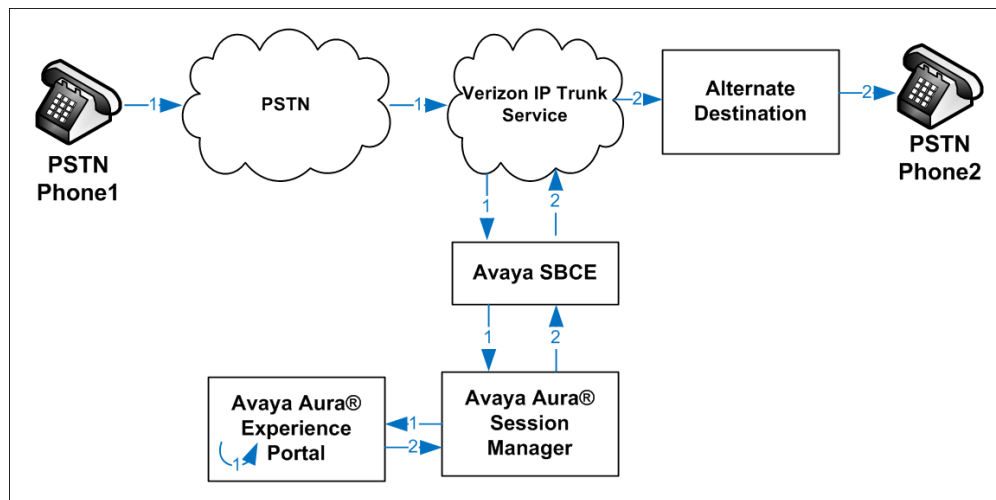 PSTN
Phone1
1
PSTN
1
Verizon IP Trunk
Service
2
Alternate
Destination
2
PSTN
Phone2
1
2
Avaya SBCE
1
2
Avaya Aura®
Experience
Portal
1
1
2
Avaya Aura®
Session
Manager